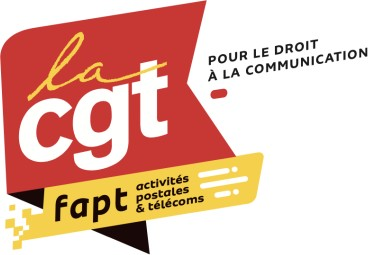 la
cgt
POUR LE DROIT
À LA COMMUNICATION
fapt
activités
postales
& télécoms